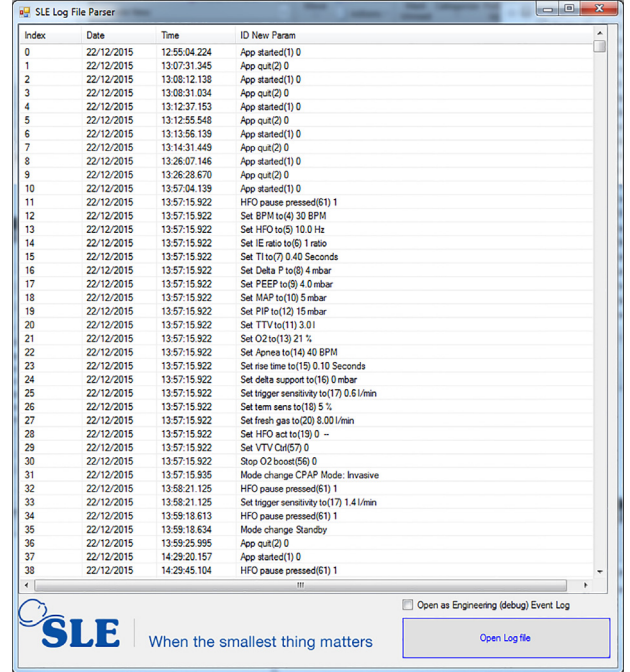 SLE Log File Parser
Index Date Time ID New Param
0 22/12/2015 12:55:04.224 App started(1) 0
1 22/12/2015 13:07:31.345 App quit(2) 0
2 22/12/2015 13:08:12.138 App started(1) 0
3 22/12/2015 13:08:31.034 App quit(2) 0
4 22/12/2015 13:12:37.153 App started(1) 0
5 22/12/2015 13:12:55.548 App quit(2) 0
6 22/12/2015 13:13:56.139 App started(1) 0
7 22/12/2015 13:14:31.449 App quit(2) 0
8 22/12/2015 13:26:07.146 App started(1) 0
9 22/12/2015 13:26:28.670 App quit(2) 0
10 22/12/2015 13:57:04.139 App started(1) 0
11 22/12/2015 13:57:15.922 HFO pause pressed(61) 1
12 22/12/2015 13:57:15.922 Set BPM to(4) 30 BPM
13 22/12/2015 13:57:15.922 Set HFO to(5) 10.0 Hz
14 22/12/2015 13:57:15.922 Set IE ratio to(6) 1 ratio
15 22/12/2015 13:57:15.922 Set TI to(7) 0.40 Seconds
16 22/12/2015 13:57:15.922 Set Delta P to(8) 4 mbar
17 22/12/2015 13:57:15.922 Set PEEP to(9) 4.0 mbar
18 22/12/2015 13:57:15.922 Set MAP to(10) 5 mbar
19 22/12/2015 13:57:15.922 Set PIP to(12) 15 mbar
20 22/12/2015 13:57:15.922 Set TTV to(11) 3.0 l
21 22/12/2015 13:57:15.922 Set O2 to(13) 21 %
22 22/12/2015 13:57:15.922 Set Apnea to(14) 40 BPM
23 22/12/2015 13:57:15.922 Set rise time to(15) 0.10 Seconds
24 22/12/2015 13:57:15.922 Set delta support to(16) 0 mbar
25 22/12/2015 13:57:15.922 Set trigger sensitivity to(17) 0.6 l/min
26 22/12/2015 13:57:15.922 Set term sens to(18) 5 %
27 22/12/2015 13:57:15.922 Set fresh gas to(20) 8.00 l/min
28 22/12/2015 13:57:15.922 Set HFO act to(19) 0 --
29 22/12/2015 13:57:15.922 Set VTV Ctrl(57) 0
30 22/12/2015 13:57:15.922 Stop O2 boost(56) 0
31 22/12/2015 13:57:15.935 Mode change CPAP Mode: Invasive
32 22/12/2015 13:58:21.125 HFO pause pressed(61) 1
33 22/12/2015 13:58:21.125 Set trigger sensitivity to(17) 1.4 l/min
34 22/12/2015 13:59:18.613 HFO pause pressed(61) 1
35 22/12/2015 13:59:18.634 Mode change Standby
36 22/12/2015 13:59:25.995 App quit(2) 0
37 22/12/2015 14:29:20.157 App started(1) 0
38 22/12/2015 14:29:45.104 HFO pause pressed(61) 1
Open as Engineering (debug) Event Log
SLE When the smallest thing matters
Open Log file